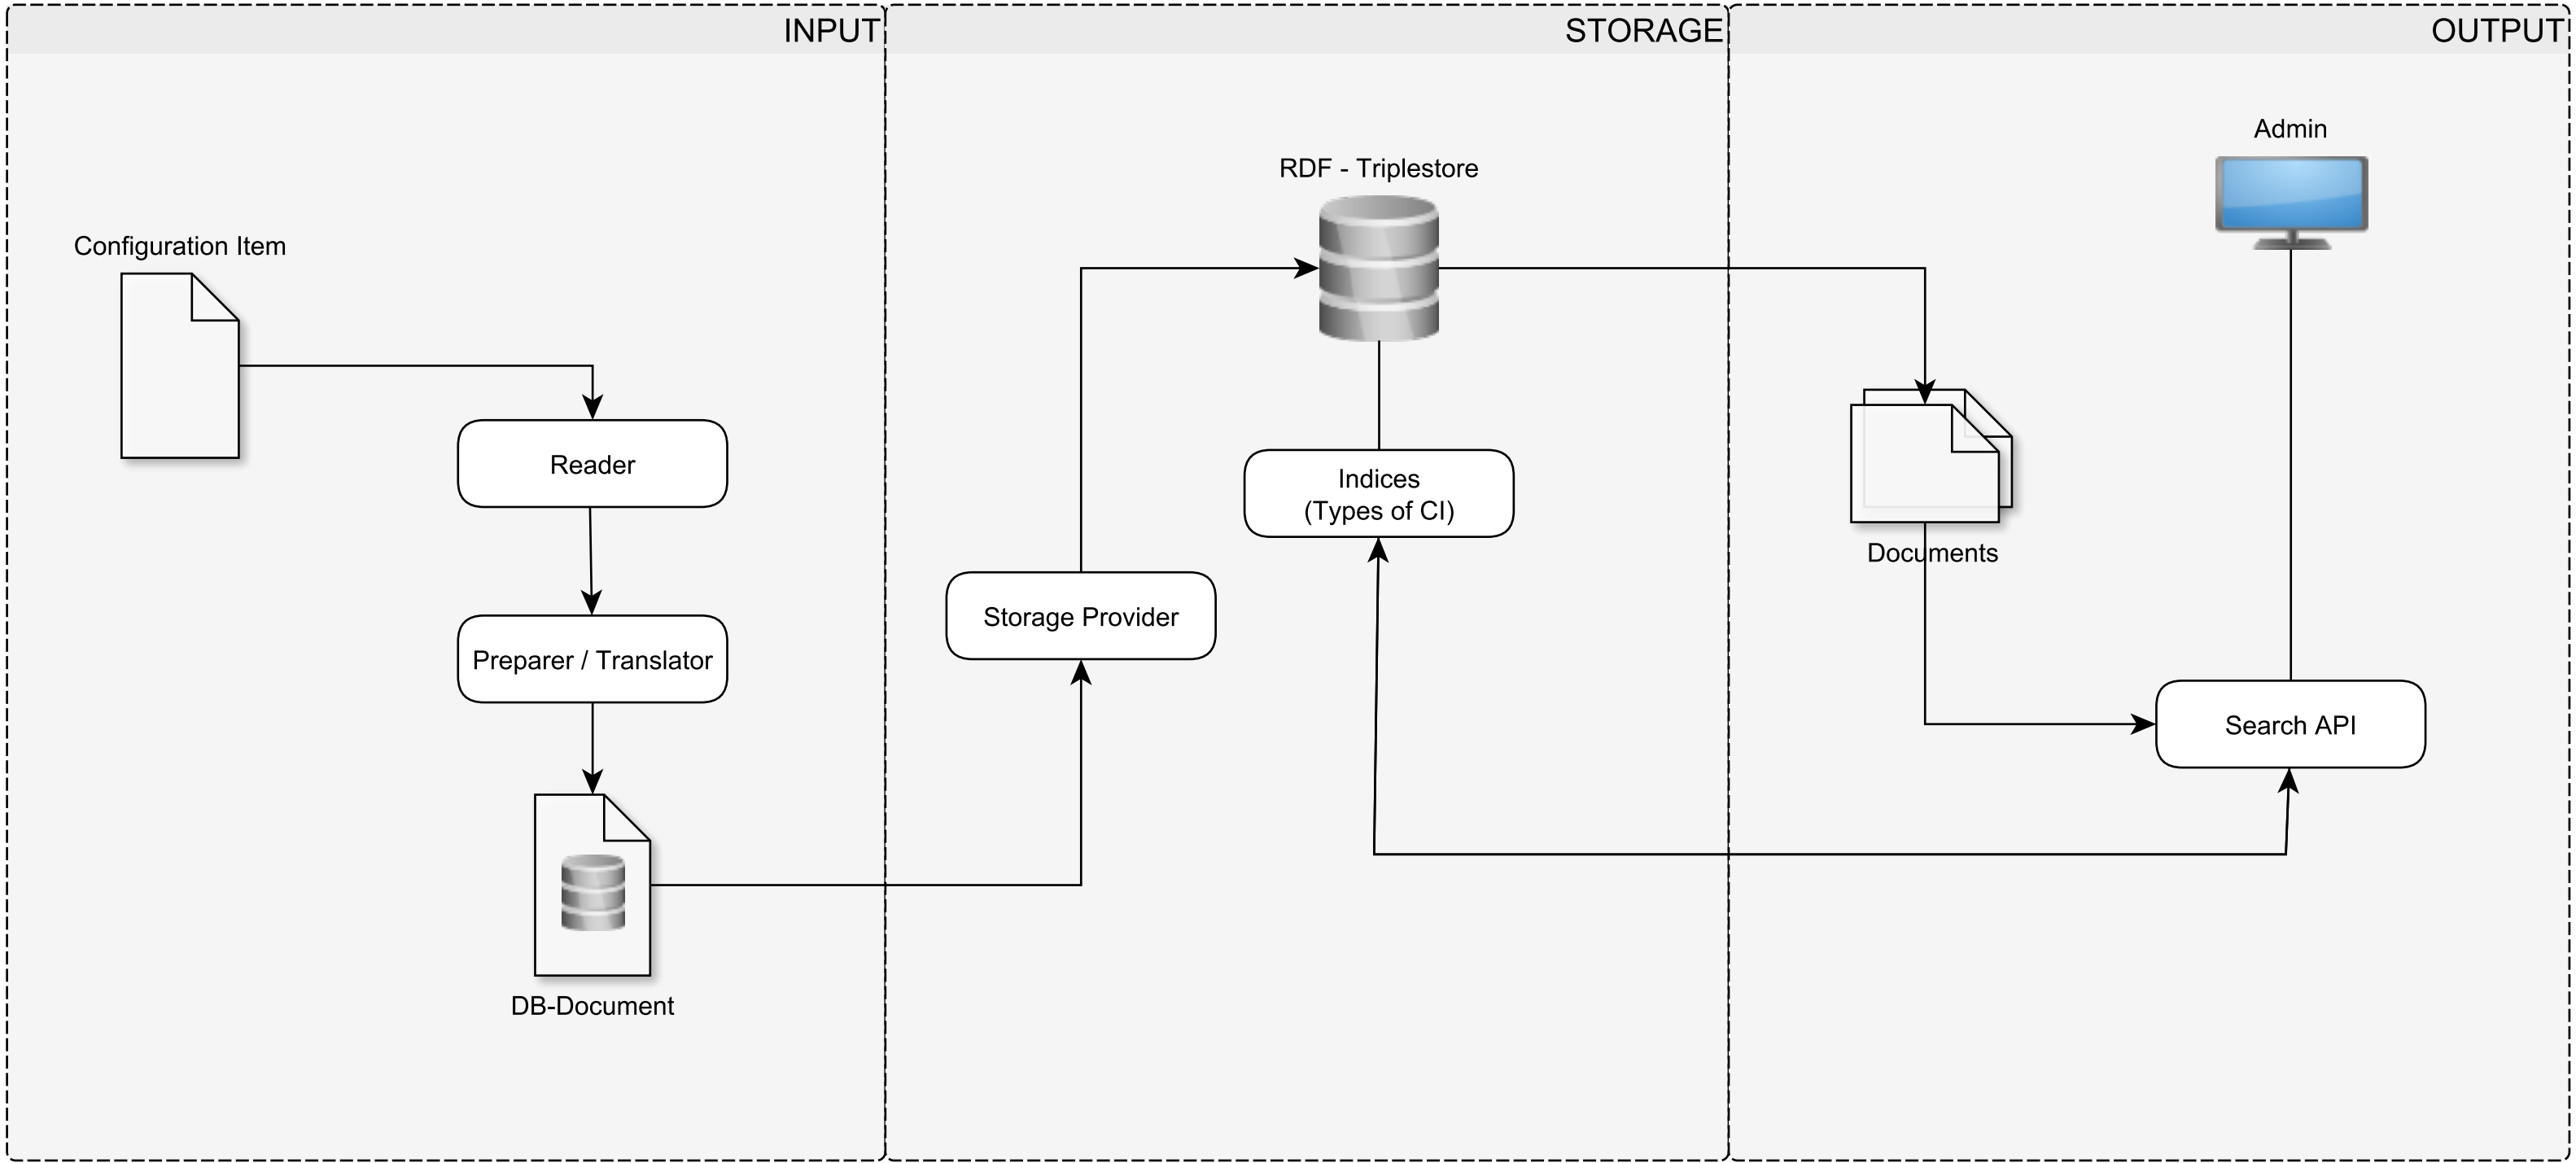 INPUT
STORAGE
OUTPUT
Configuration Item
Reader
Preparer / Translator
DB-Document
RDF - Triplestore
Indices
(Types of CI)
Storage Provider
Admin
Documents
Search API